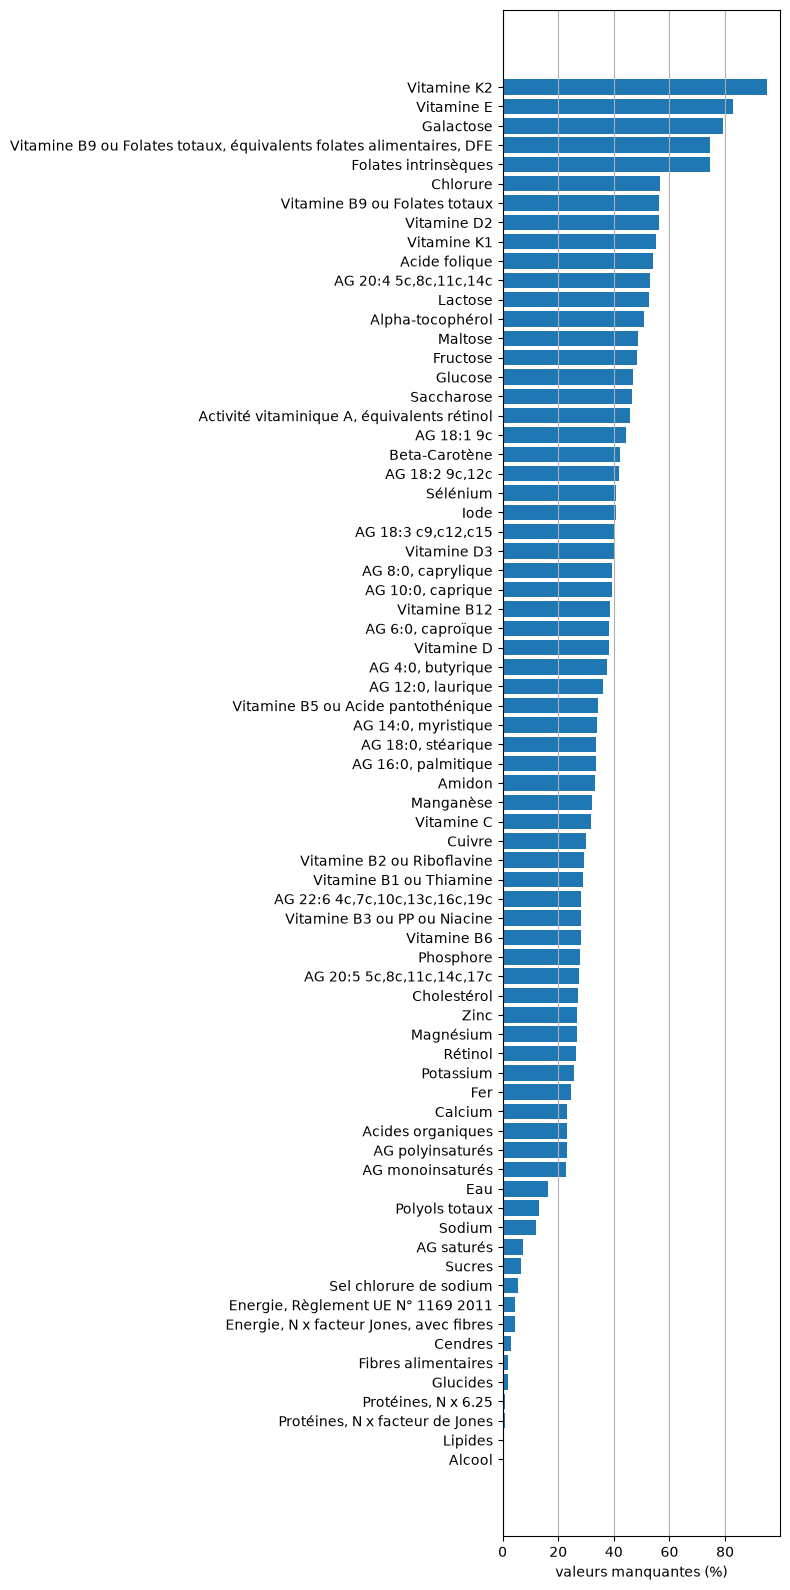 Vitamine K2
Vitamine E
Galactose
Vitamine B9 ou Folates totaux, équivalents folates alimentaires, DFE
Folates intrinsèques
Chlorure
Vitamine B9 ou Folates totaux
Vitamine D2
Vitamine K1
Acide folique
AG 20:4 5c,8c,11c,14c
Lactose
Alpha-tocophérol
Maltose
Fructose
Glucose
Saccharose
Activité vitaminique A, équivalents rétinol
AG 18:1 9c
Beta-Carotène
AG 18:2 9c,12c
Sélénium
Iode
AG 18:3 c9,c12,c15
Vitamine D3
AG 8:0, caprylique
AG 10:0, caprique
Vitamine B12
AG 6:0, caproïque
Vitamine D
AG 4:0, butyrique
AG 12:0, laurique
Vitamine B5 ou Acide pantothénique
AG 14:0, myristique
AG 18:0, stéarique
AG 16:0, palmitique
Amidon
Manganèse
Vitamine C
Cuivre
Vitamine B2 ou Riboflavine
Vitamine B1 ou Thiamine
AG 22:6 4c,7c,10c,13c,16c,19c
Vitamine B3 ou PP ou Niacine
Vitamine B6
Phosphore
AG 20:5 5c,8c,11c,14c,17c
Cholestérol
Zinc
Magnésium
Rétinol
Potassium
Fer
Calcium
Acides organiques
AG polyinsaturés
AG monoinsaturés
Eau
Polyols totaux
Sodium
AG saturés
Sucres
Sel chlorure de sodium
Energie, Règlement UE N° 1169 2011
Energie, N x facteur Jones, avec fibres
Cendres
Fibres alimentaires
Glucides
Protéines, N x 6.25
Protéines, N x facteur de Jones
Lipides
Alcool
0 20 40 60 80
valeurs manquantes (%)